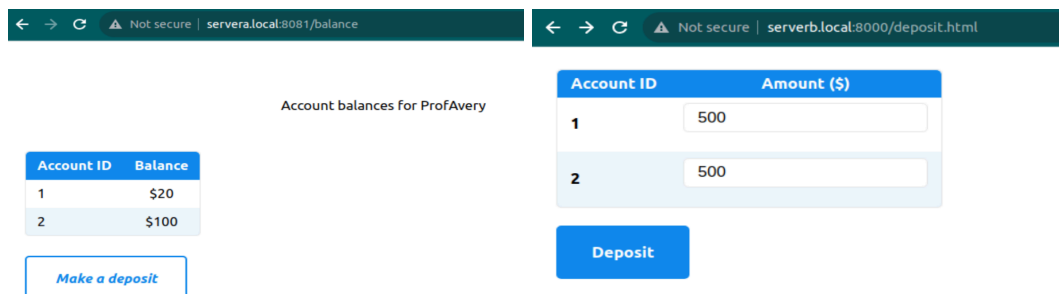 Not secure | servera.local:8081/balance
Account balances for ProfAvery
Account ID Balance
1 $20
2 $100
Make a deposit
Not secure | serverb.local:8000/deposit.html
Account ID Amount ($)
1 500
2 500
Deposit